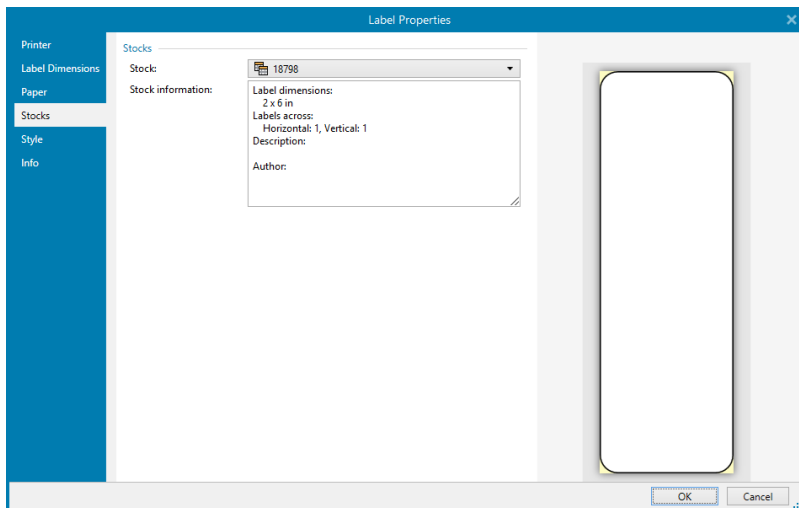 Label Properties
Printer
Label Dimensions
Paper
Stocks
Style
Info
Stocks
Stock: 18798
Stock information:
Label dimensions:
2 x 6 in
Labels across:
Horizontal: 1, Vertical: 1
Description:
Author:
OK Cancel